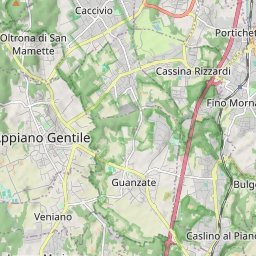 Caccivio
Oltrona di San
Mamette
Portichet
Cassina Rizzardi
Fino Morna
ppiano Gentile
Guanzate
Bulg
Veniano
Caslino al Piano